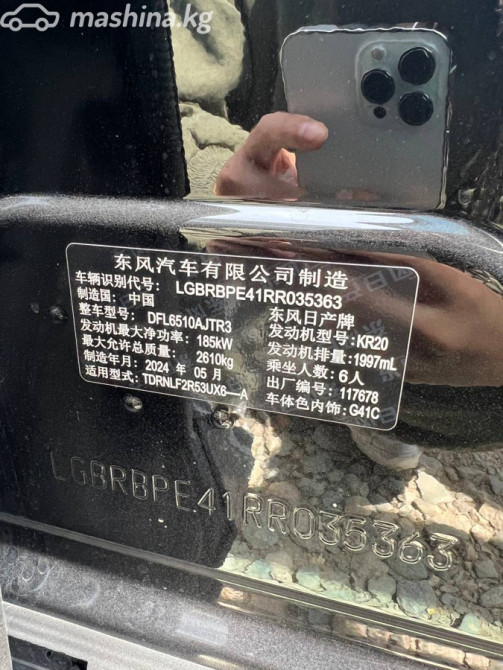 mashina.kg
东风汽车有限公司制造
车辆识别代号: LGBRBPE41RR035363
制造国: 中国 东风日产牌
整车型号: DFL6510AJTR3 发动机型号: KR20
发动机最大净功率: 185kW 发动机排量: 1997mL
最大允许总质量: 2610kg 乘坐人数: 6人
制造年月: 2024 年 05 月 出厂编号: 117678
适用型号: TDRNLF2R53UX6—A 车体色内饰: G41C
LGBRBPE41RR035363